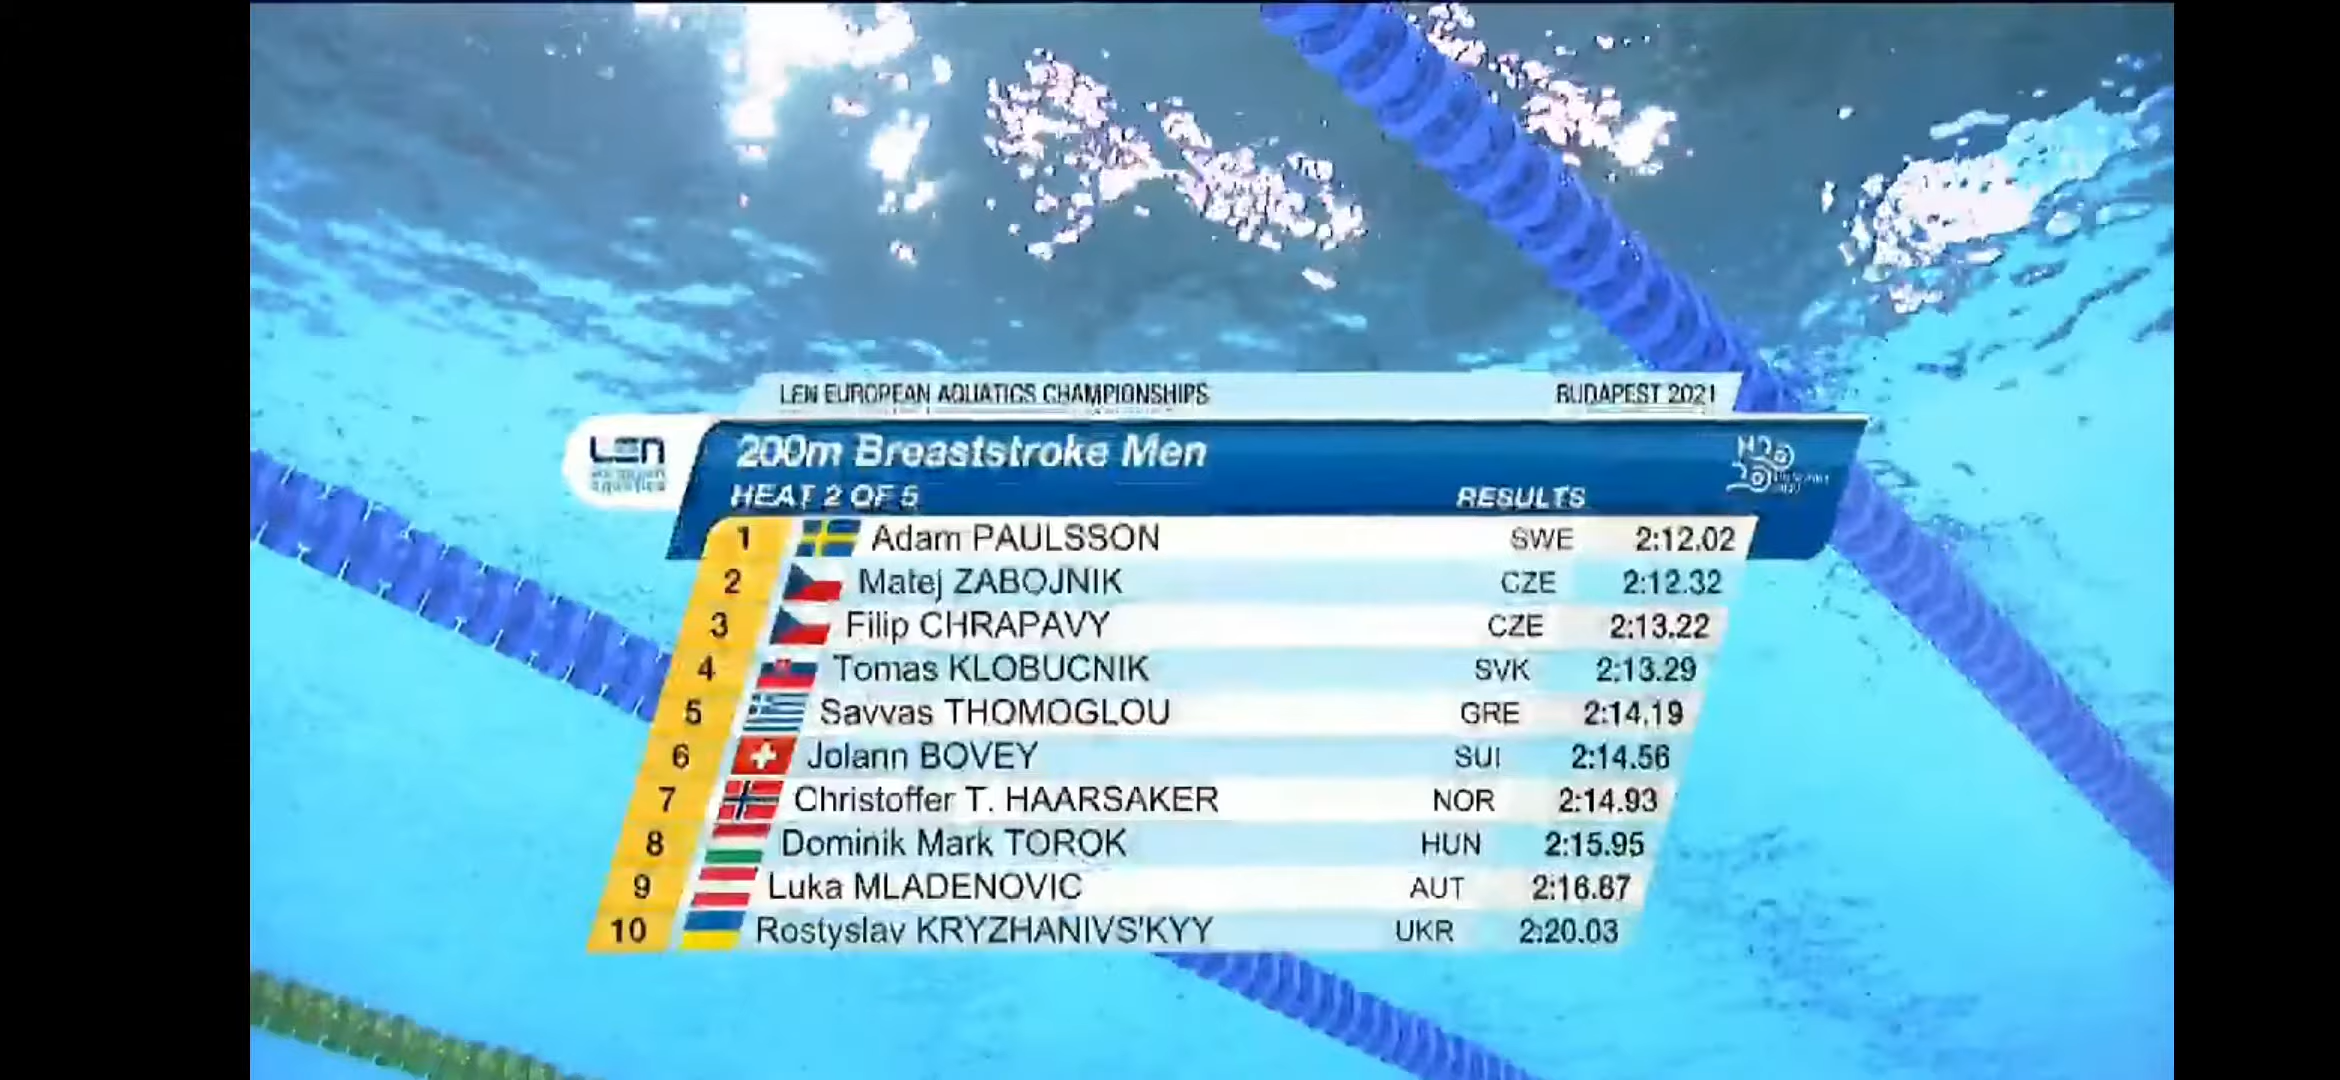 LEN EUROPEAN AQUATICS CHAMPIONSHIPS BUDAPEST 2021
LEN
aquatics
200m Breaststroke Men
HEAT 2 OF 5 RESULTS
1 Adam PAULSSON SWE 2:12.02
2 Matej ZABOJNIK CZE 2:12.32
3 Filip CHRAPAVY CZE 2:13.22
4 Tomas KLOBUCNIK SVK 2:13.29
5 Savvas THOMOGLOU GRE 2:14.19
6 Jolann BOVEY SUI 2:14.56
7 Christoffer T. HAARSAKER NOR 2:14.93
8 Dominik Mark TOROK HUN 2:15.95
9 Luka MLADENOVIC AUT 2:16.87
10 Rostyslav KRYZHANIVS'KYY UKR 2:20.03